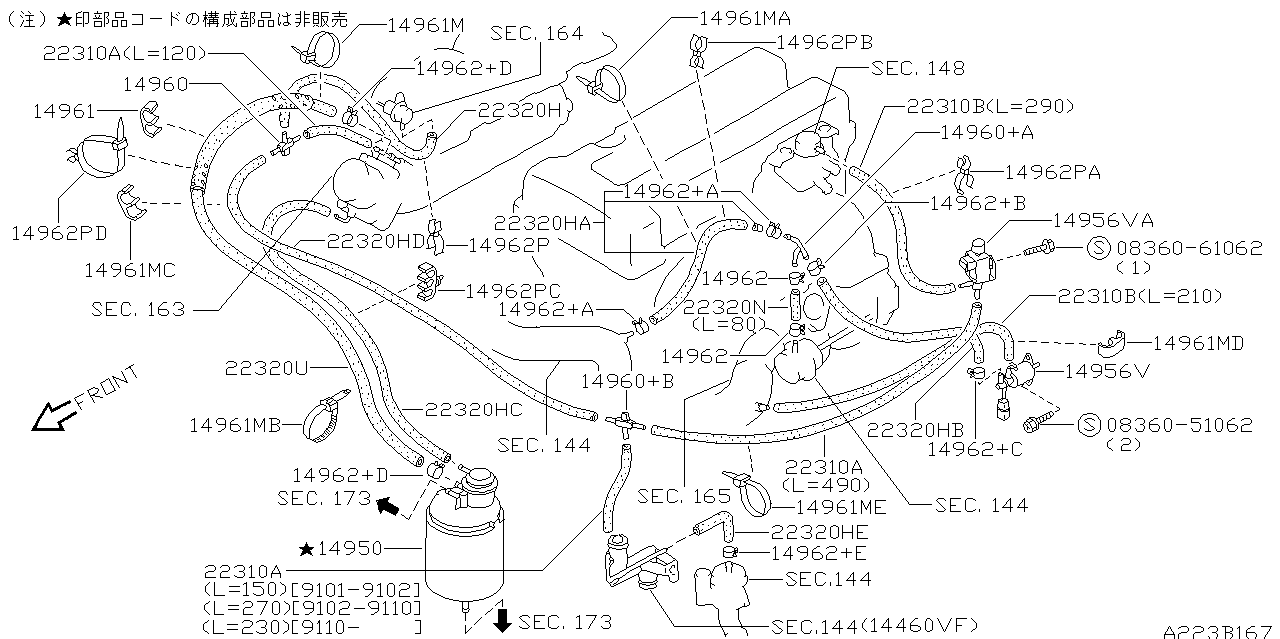 (注) ★印部品コードの構成部品は非販売
14961M
SEC. 164
14961MA
14962PB
22310A(L=120)
14962+D
SEC. 148
14960
22320H
22310B(L=290)
14961
14960+A
14962PA
14962+A
14962+B
14962PD
22320HD
14962P
22320HA
14956VA
S 08360-61062
(1)
14961MC
14962
14962PC
22310B(L=210)
SEC. 163
14962+A
22320N
(L=80)
14961MD
14962
22320U
14960+B
14956V
FRONT
22320HC
14961MB
SEC. 144
22320HB
S 08360-51062
(2)
14962+C
14962+D
22310A
(L=490)
SEC. 173
SEC. 165
14961ME
SEC. 144
22320HE
★14950
14962+E
22310A
SEC.144
(L=150)[9101-9102]
(L=270)[9102-9110]
(L=230)[9110- ]
SEC. 173
SEC.144(14460VF)
A223B167